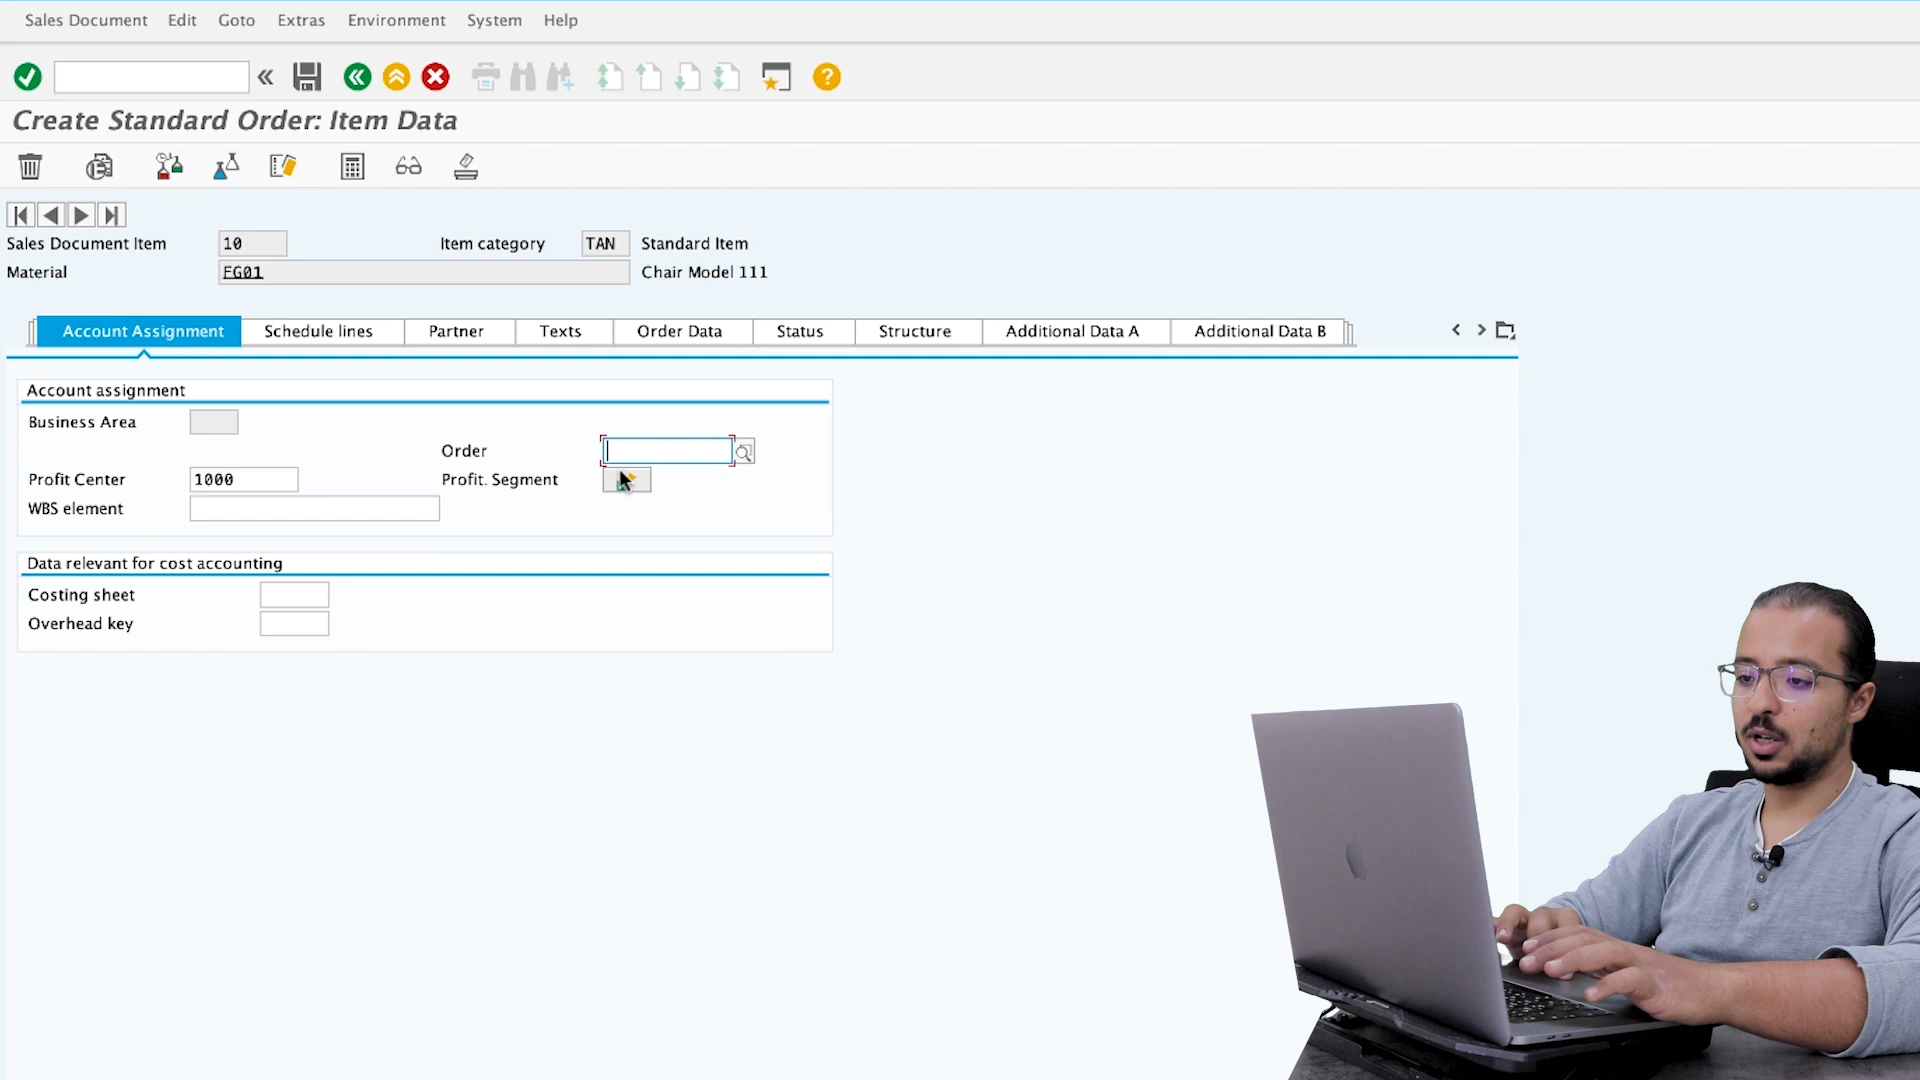 Sales Document Edit Goto Extras Environment System Help
Create Standard Order: Item Data
Sales Document Item 10 Item category TAN Standard Item
Material FG01 Chair Model 111
Account Assignment Schedule lines Partner Texts Order Data Status Structure Additional Data A Additional Data B
Account assignment
Business Area
Order
Profit Center 1000 Profit. Segment
WBS element
Data relevant for cost accounting
Costing sheet
Overhead key